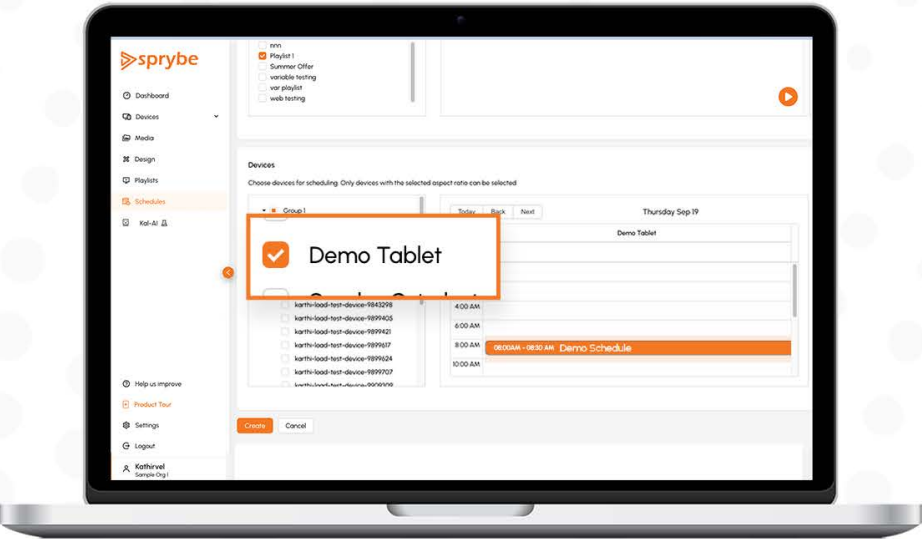 sprybe
Dashboard
Devices
Media
Design
Playlists
Schedules
Kal-AI
Help us improve
Product Tour
Settings
Logout
Kathirvel
Sample Org 1
nnn
Playlist 1
Summer Offer
variable testing
var playlist
web testing
Devices
Choose devices for scheduling. Only devices with the selected aspect ratio can be selected
Group 1
Demo Tablet
karthi-load-test-device-9843298
karthi-load-test-device-9899405
karthi-load-test-device-9899421
karthi-load-test-device-9899617
karthi-load-test-device-9899624
karthi-load-test-device-9899707
karthi-load-test-device-9909309
Today Back Next
Thursday Sep 19
Demo Tablet
4:00 AM
6:00 AM
8:00 AM
08:00AM - 08:30 AM Demo Schedule
10:00 AM
Create Cancel